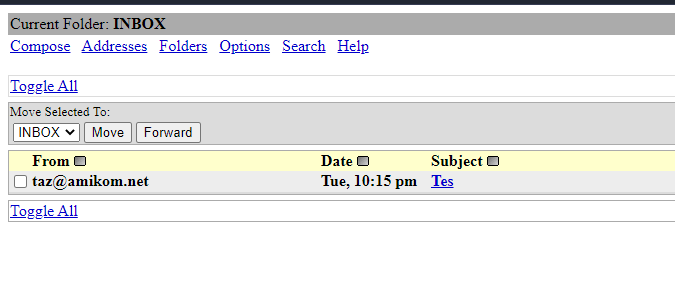 Current Folder: INBOX
Compose Addresses Folders Options Search Help
Toggle All
Move Selected To:
INBOX Move Forward
From Date Subject
taz@amikom.net Tue, 10:15 pm Tes
Toggle All